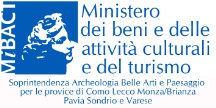 MiBACT
Ministero
dei beni e delle
attività culturali
e del turismo
Soprintendenza Archeologia Belle Arti e Paesaggio
per le provice di Como Lecco Monza/Brianza
Pavia Sondrio e Varese